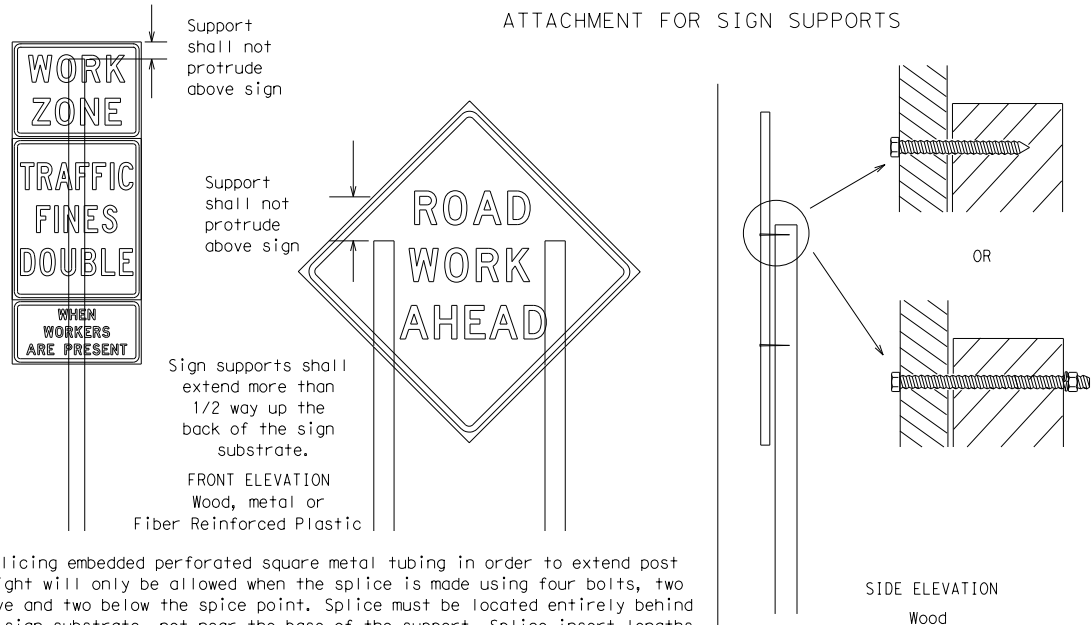 ATTACHMENT FOR SIGN SUPPORTS
Support
shall not
protrude
above sign
WORK
ZONE
TRAFFIC
FINES
DOUBLE
WHEN
WORKERS
ARE PRESENT
Support
shall not
protrude
above sign
ROAD
WORK
AHEAD
Sign supports shall
extend more than
1/2 way up the
back of the sign
substrate.
FRONT ELEVATION
Wood, metal or
Fiber Reinforced Plastic
OR
SIDE ELEVATION
Wood
licing embedded perforated square metal tubing in order to extend post
ight will only be allowed when the splice is made using four bolts, two
ve and two below the spice point. Splice must be located entirely behind
sign substrate, not near the base of the support. Splice insert lengths